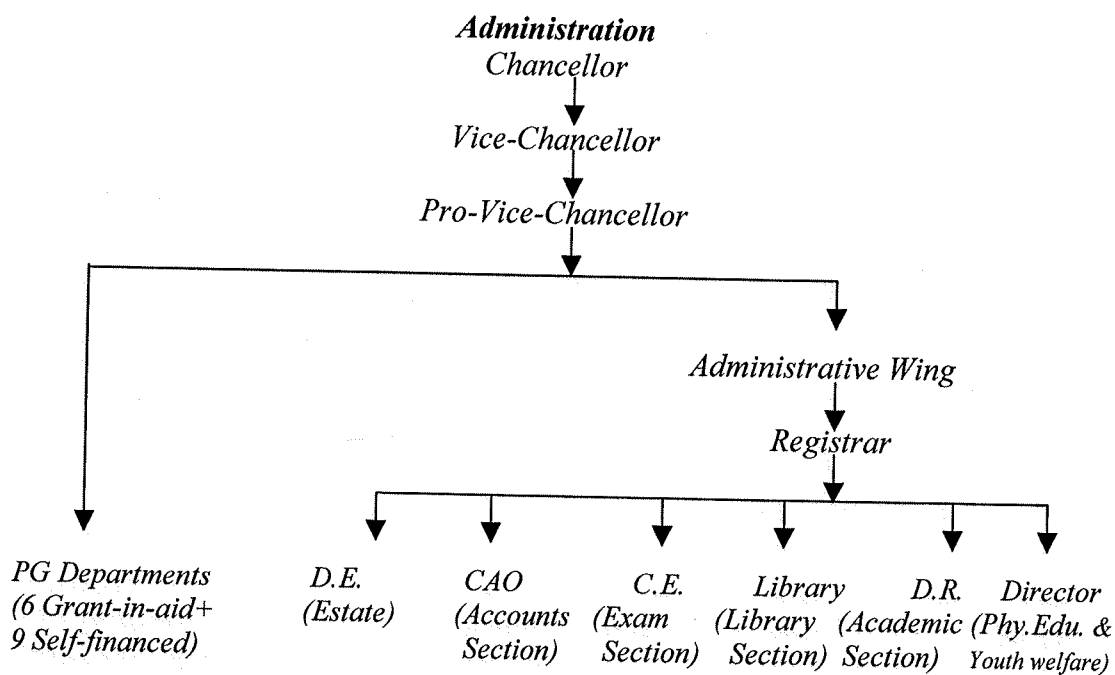 Administration
Chancellor
Vice-Chancellor
Pro-Vice-Chancellor
Administrative Wing
Registrar
PG Departments
(6 Grant-in-aid+
9 Self-financed)
D.E.
(Estate)
CAO
(Accounts
Section)
C.E.
(Exam
Section)
Library
(Library
Section)
D.R.
(Academic
Section)
Director
(Phy.Edu. &
Youth welfare)